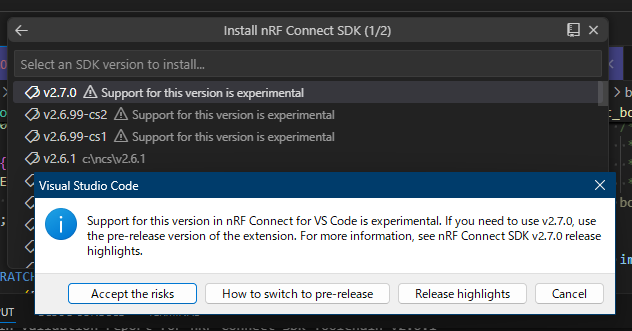 Install nRF Connect SDK (1/2)
Select an SDK version to install...
v2.7.0 Support for this version is experimental
v2.6.99-cs2 Support for this version is experimental
v2.6.99-cs1 Support for this version is experimental
v2.6.1 c:\ncs\v2.6.1
Visual Studio Code
Support for this version in nRF Connect for VS Code is experimental. If you need to use v2.7.0, use
the pre-release version of the extension. For more information, see nRF Connect SDK v2.7.0 release
highlights.
Accept the risks How to switch to pre-release Release highlights Cancel